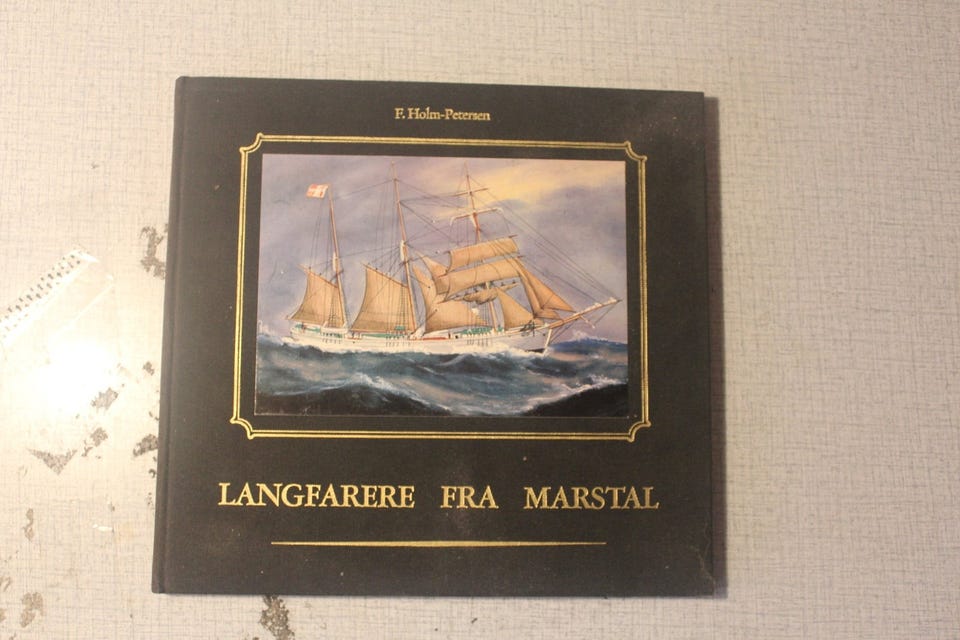 F. Holm-Petersen
LANGFARERE FRA MARSTAL